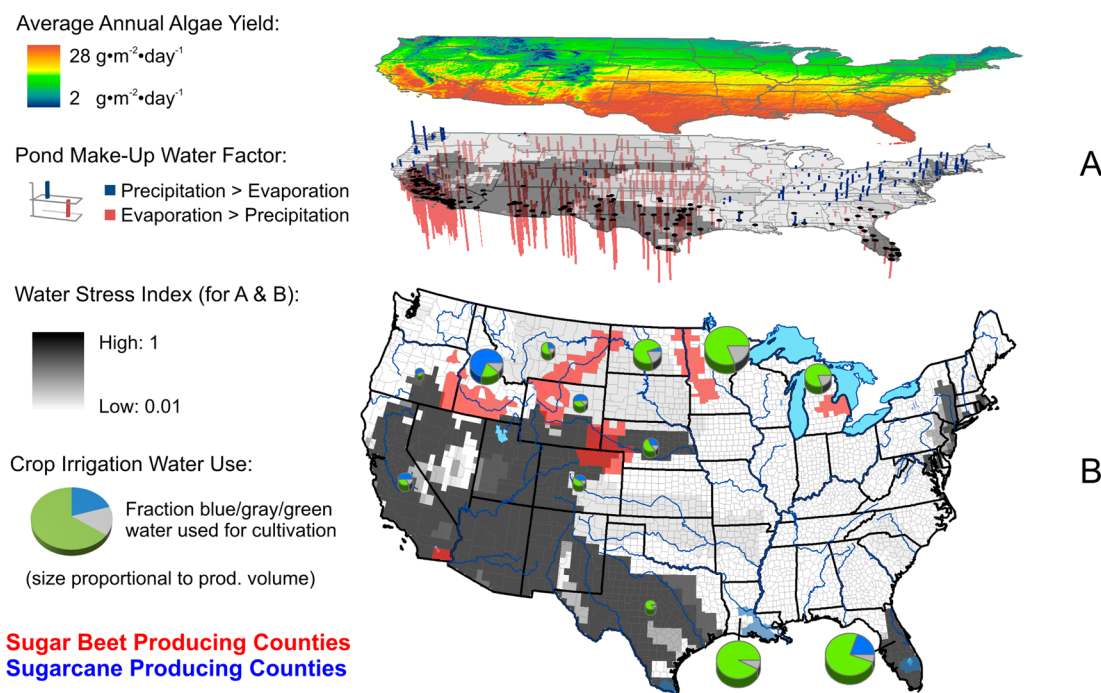 Average Annual Algae Yield:
28 g•m⁻²•day⁻¹
2 g•m⁻²•day⁻¹
Pond Make-Up Water Factor:
Precipitation > Evaporation
Evaporation > Precipitation
A
Water Stress Index (for A & B):
High: 1
Low: 0.01
Crop Irrigation Water Use:
Fraction blue/gray/green
water used for cultivation
(size proportional to prod. volume)
B
Sugar Beet Producing Counties
Sugarcane Producing Counties